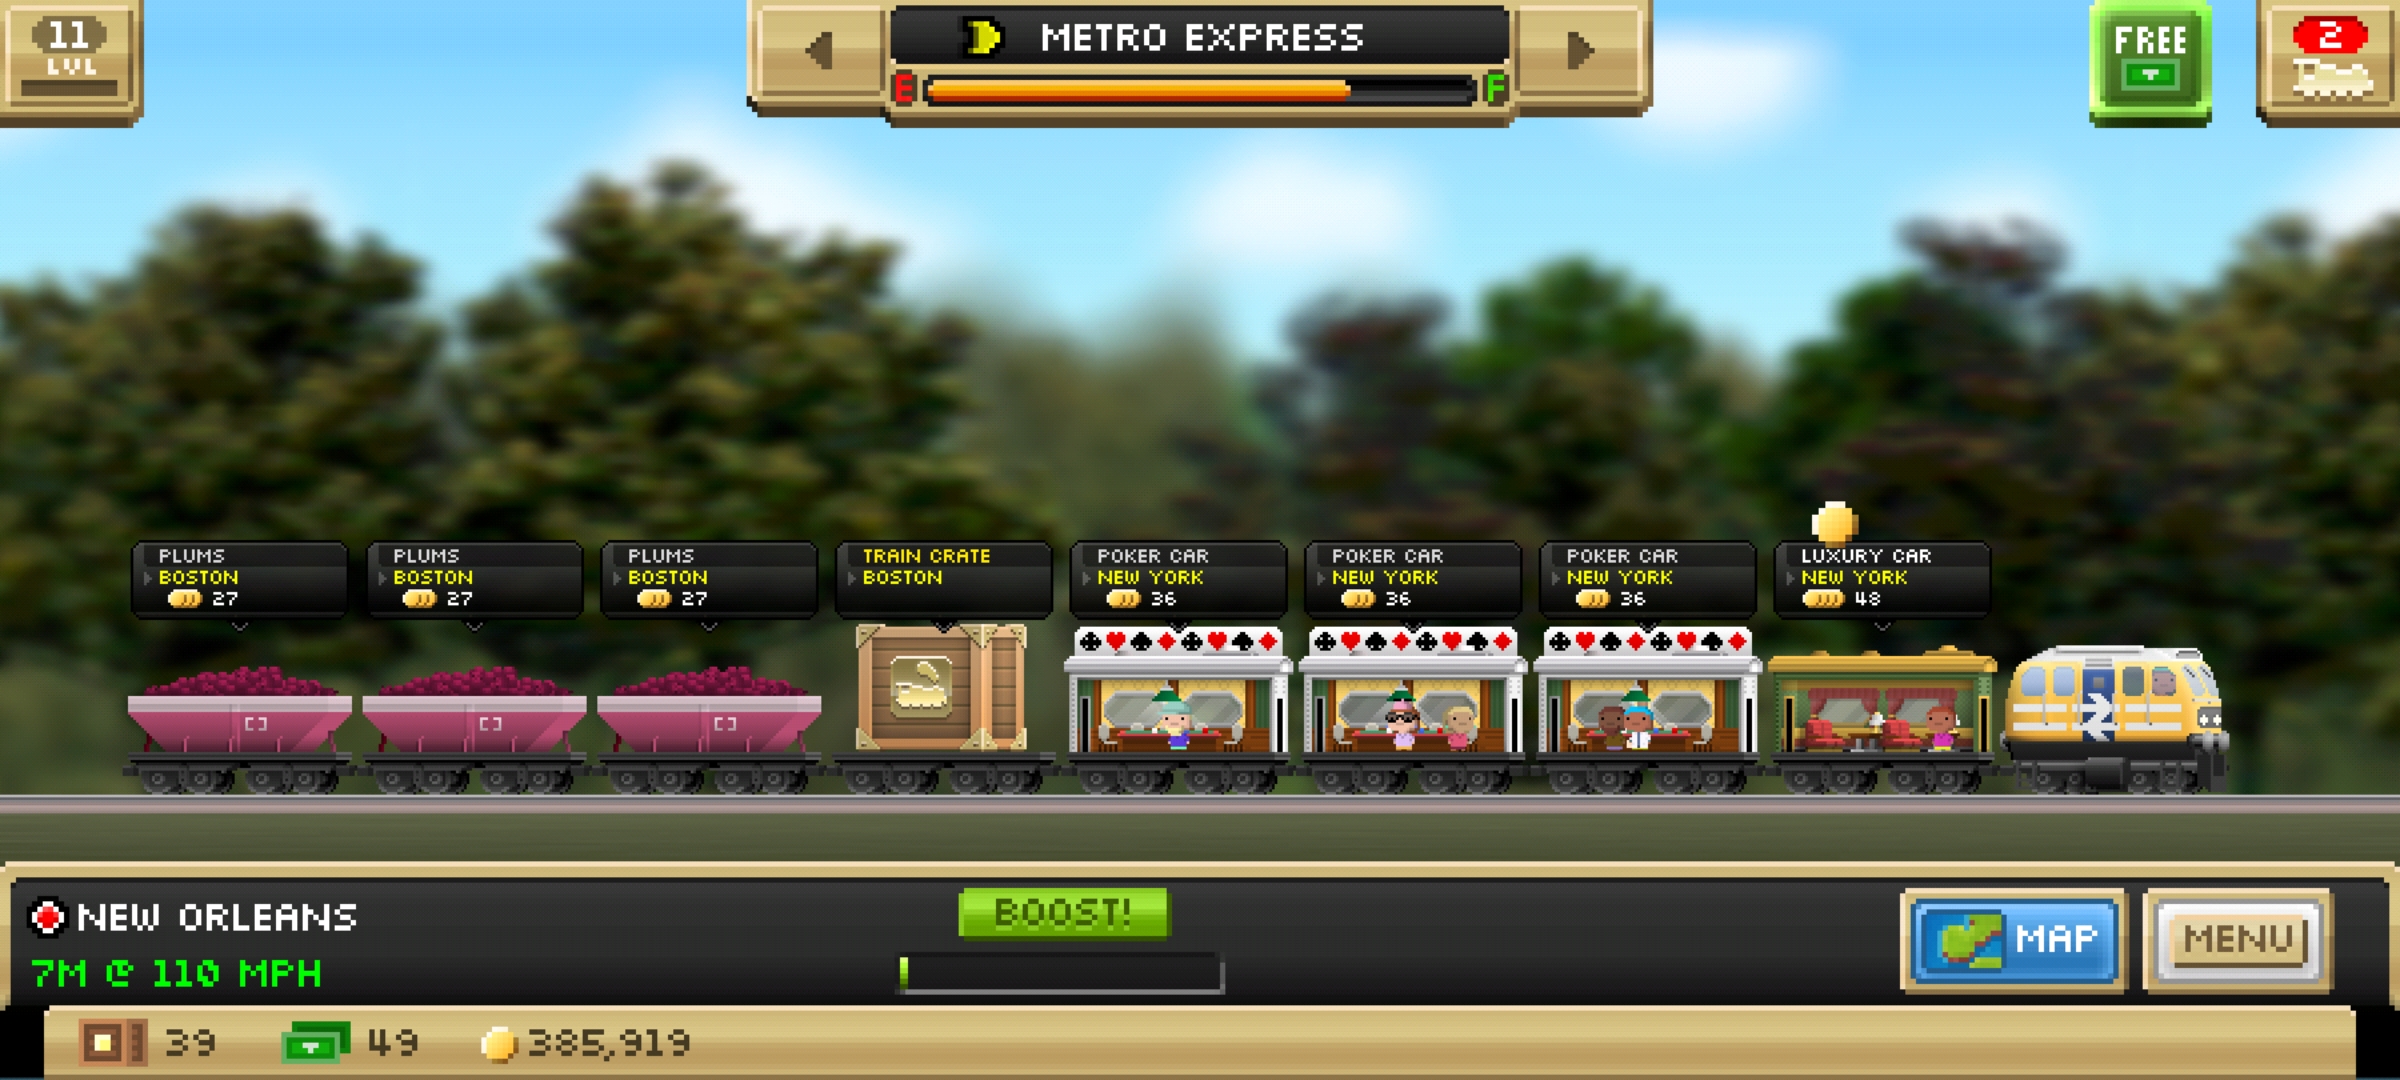 11
LVL
METRO EXPRESS
E F
FREE
2
PLUMS
BOSTON
27
PLUMS
BOSTON
27
PLUMS
BOSTON
27
TRAIN CRATE
BOSTON
POKER CAR
NEW YORK
36
POKER CAR
NEW YORK
36
POKER CAR
NEW YORK
36
LUXURY CAR
NEW YORK
48
NEW ORLEANS
7M @ 110 MPH
BOOST!
MAP
MENU
39
49
385,919